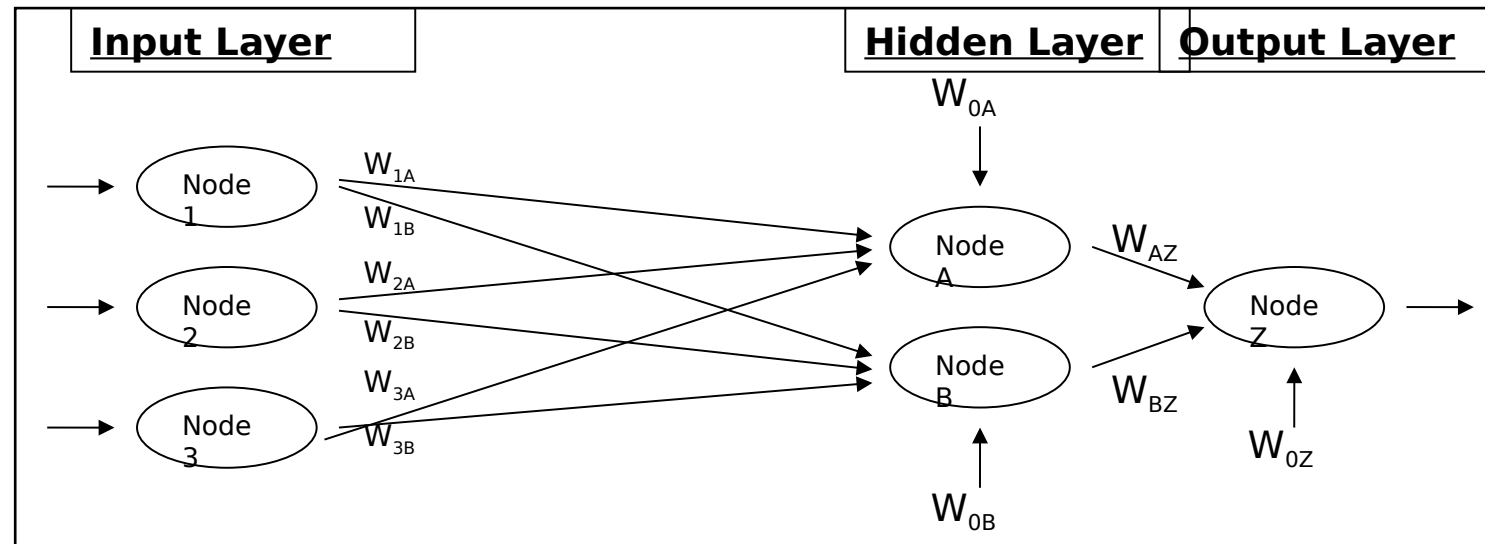 Input Layer
Hidden Layer
Output Layer
W0A
W1A
Node
1
W1B
Node
A
WAZ
W2A
Node
2
W2B
Node
Z
Node
B
W3A
WBZ
Node
3
W3B
W0Z
W0B